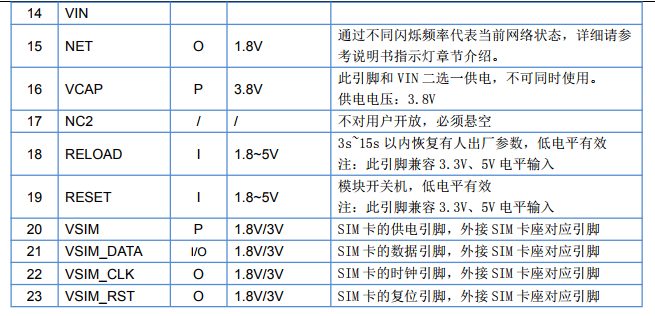 14 VIN
15 NET O 1.8V 通过不同闪烁频率代表当前网络状态，详细请参
考说明书指示灯章节介绍。
16 VCAP P 3.8V 此引脚和 VIN 二选一供电，不可同时使用。
供电电压：3.8V
17 NC2 / / 不对用户开放，必须悬空
18 RELOAD I 1.8~5V 3s~15s 以内恢复有人出厂参数，低电平有效
注：此引脚兼容 3.3V、5V 电平输入
19 RESET I 1.8~5V 模块开关机，低电平有效
注：此引脚兼容 3.3V、5V 电平输入
20 VSIM P 1.8V/3V SIM 卡的供电引脚，外接 SIM 卡座对应引脚
21 VSIM_DATA I/O 1.8V/3V SIM 卡的数据引脚，外接 SIM 卡座对应引脚
22 VSIM_CLK O 1.8V/3V SIM 卡的时钟引脚，外接 SIM 卡座对应引脚
23 VSIM_RST O 1.8V/3V SIM 卡的复位引脚，外接 SIM 卡座对应引脚